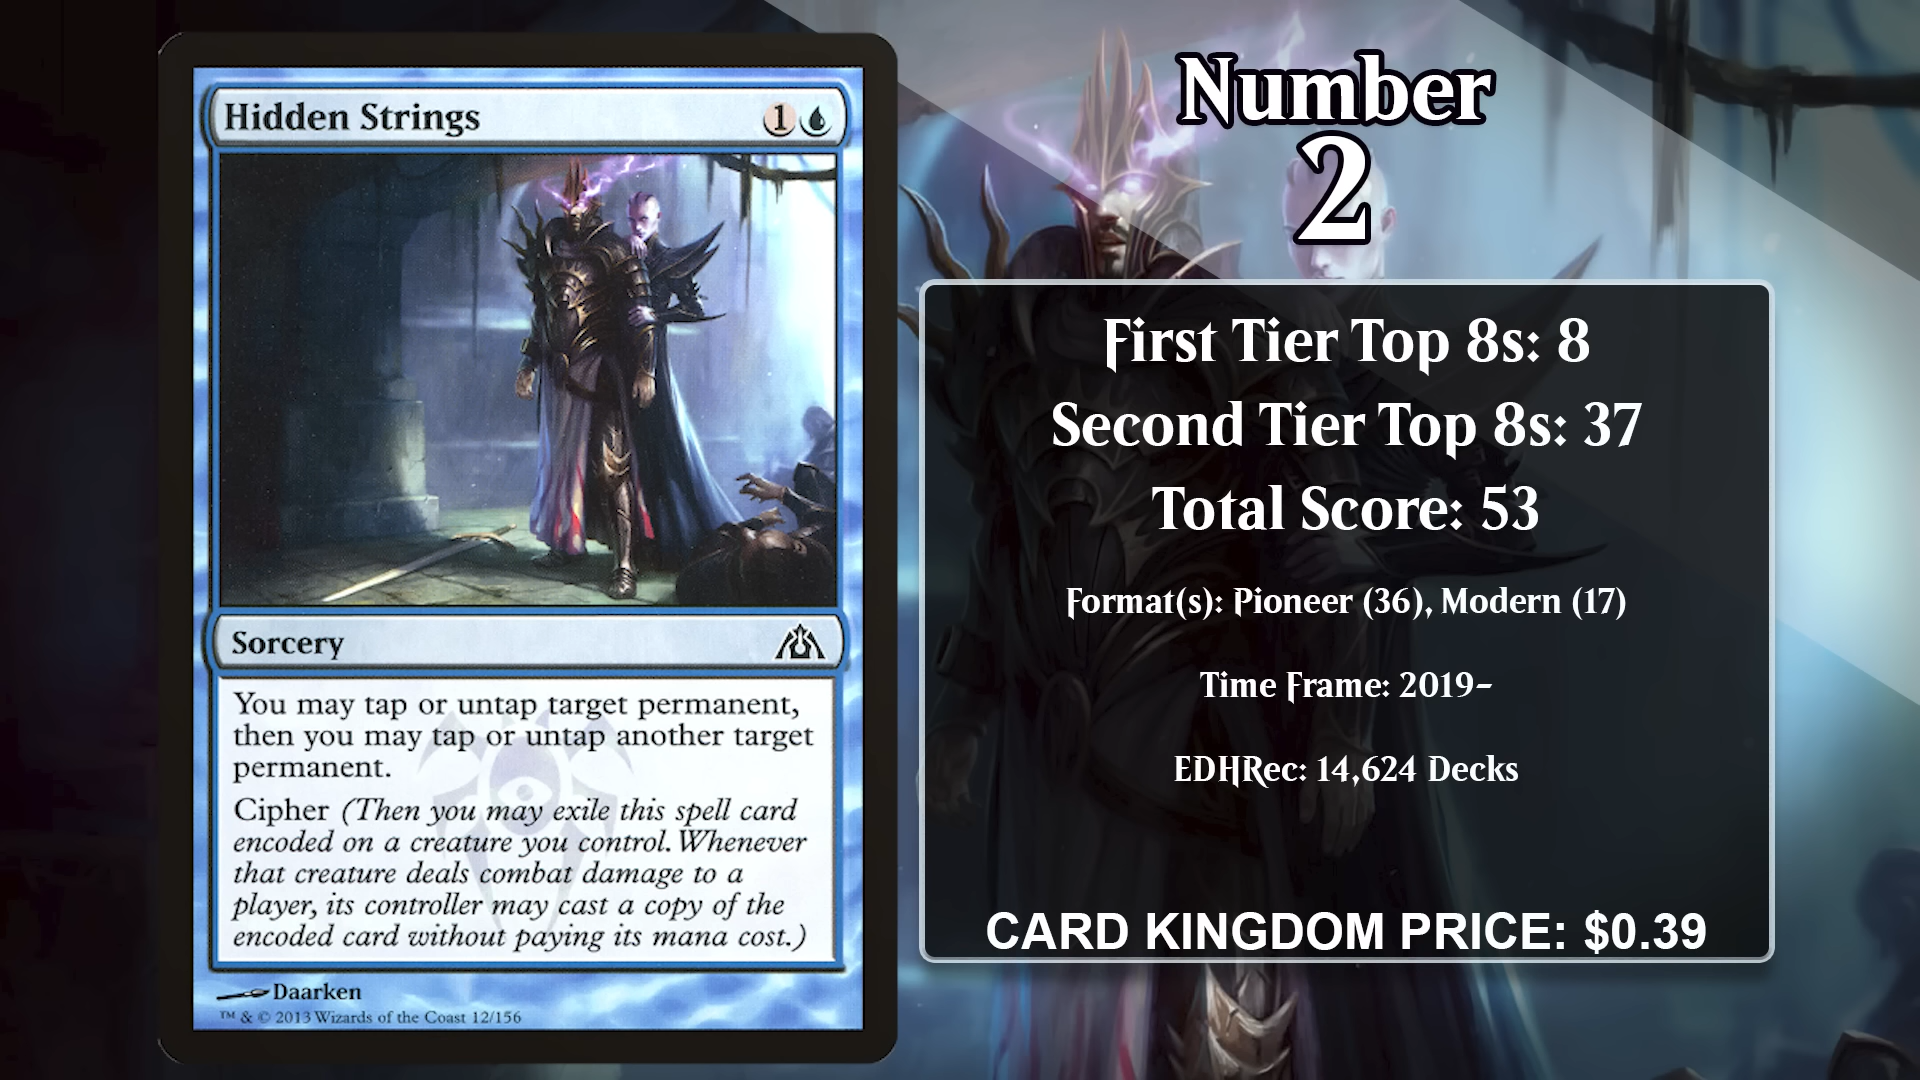 Hidden Strings
1
Sorcery
You may tap or untap target permanent,
then you may tap or untap another target
permanent.
Cipher (Then you may exile this spell card
encoded on a creature you control. Whenever
that creature deals combat damage to a
player, its controller may cast a copy of the
encoded card without paying its mana cost.)
Daarken
™ & © 2013 Wizards of the Coast 12/156
Number
2
First Tier Top 8s: 8
Second Tier Top 8s: 37
Total Score: 53
Format(s): Pioneer (36), Modern (17)
Time Frame: 2019-
EDHRec: 14,624 Decks
CARD KINGDOM PRICE: $0.39